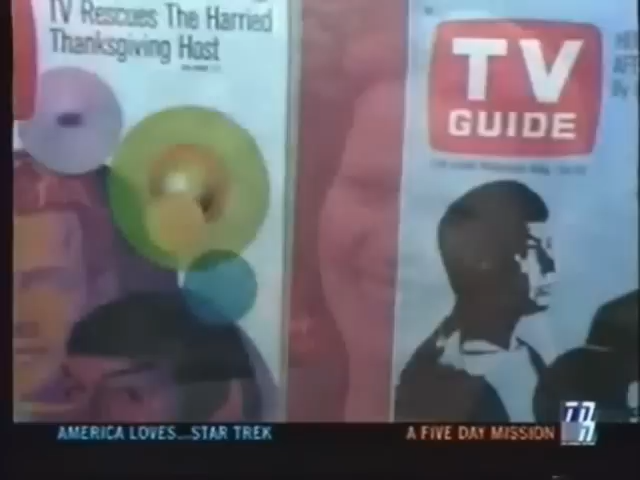 TV Rescues The Harried
Thanksgiving Host
TV
GUIDE
AMERICA LOVES...STAR TREK
A FIVE DAY MISSION